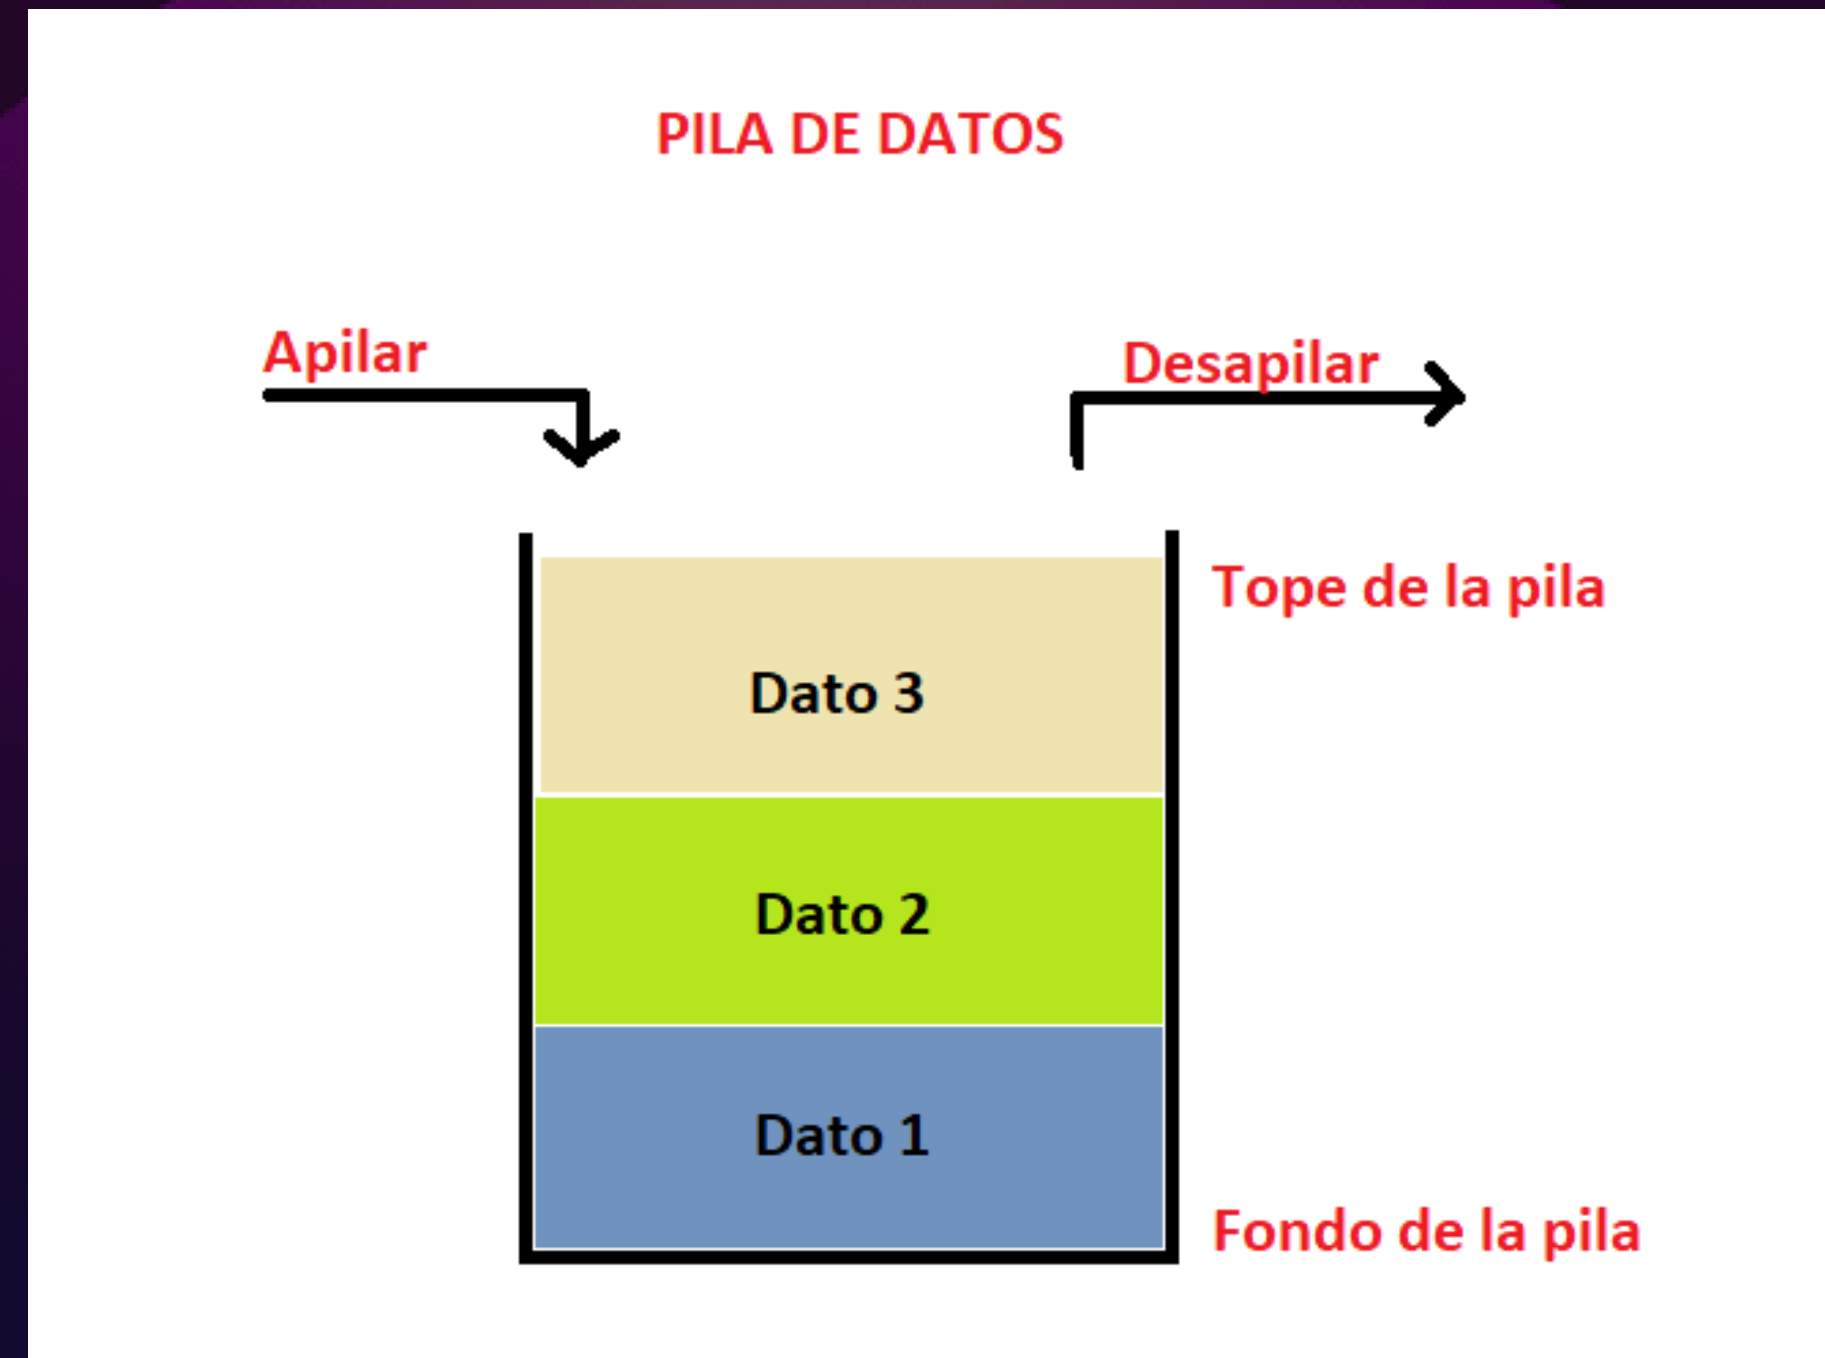 PILA DE DATOS
Apilar
Desapilar
Tope de la pila
Dato 3
Dato 2
Dato 1
Fondo de la pila